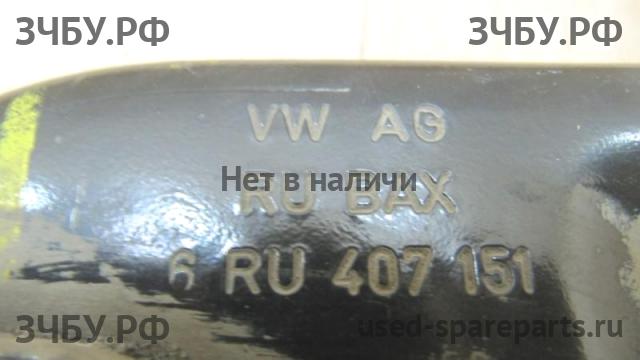 ЗЧБУ.РФ ЗЧБУ.РФ
VW AG
Нет в наличи
RU BAX
6 RU 407 151
ЗЧБУ.РФ used-spareparts.ru